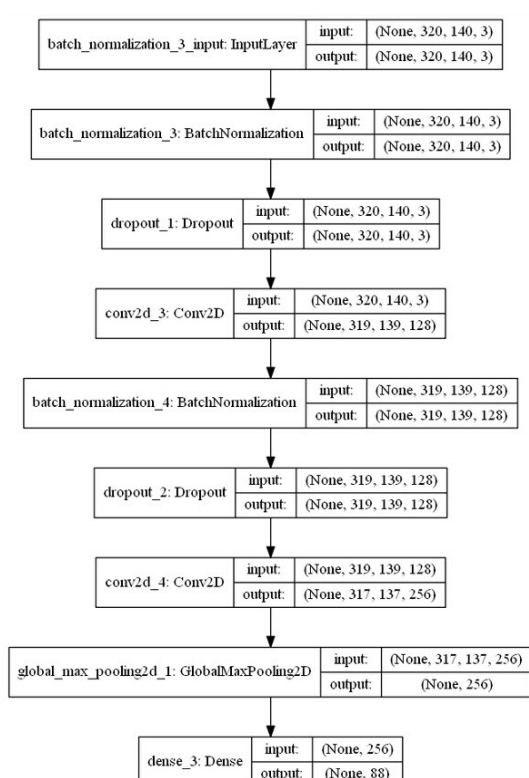 batch_normalization_3_input: InputLayer input: (None, 320, 140, 3)
output: (None, 320, 140, 3)
batch_normalization_3: BatchNormalization input: (None, 320, 140, 3)
output: (None, 320, 140, 3)
dropout_1: Dropout input: (None, 320, 140, 3)
output: (None, 320, 140, 3)
conv2d_3: Conv2D input: (None, 320, 140, 3)
output: (None, 319, 139, 128)
batch_normalization_4: BatchNormalization input: (None, 319, 139, 128)
output: (None, 319, 139, 128)
dropout_2: Dropout input: (None, 319, 139, 128)
output: (None, 319, 139, 128)
conv2d_4: Conv2D input: (None, 319, 139, 128)
output: (None, 317, 137, 256)
global_max_pooling2d_1: GlobalMaxPooling2D input: (None, 317, 137, 256)
output: (None, 256)
dense_3: Dense input: (None, 256)
output: (None, 88)